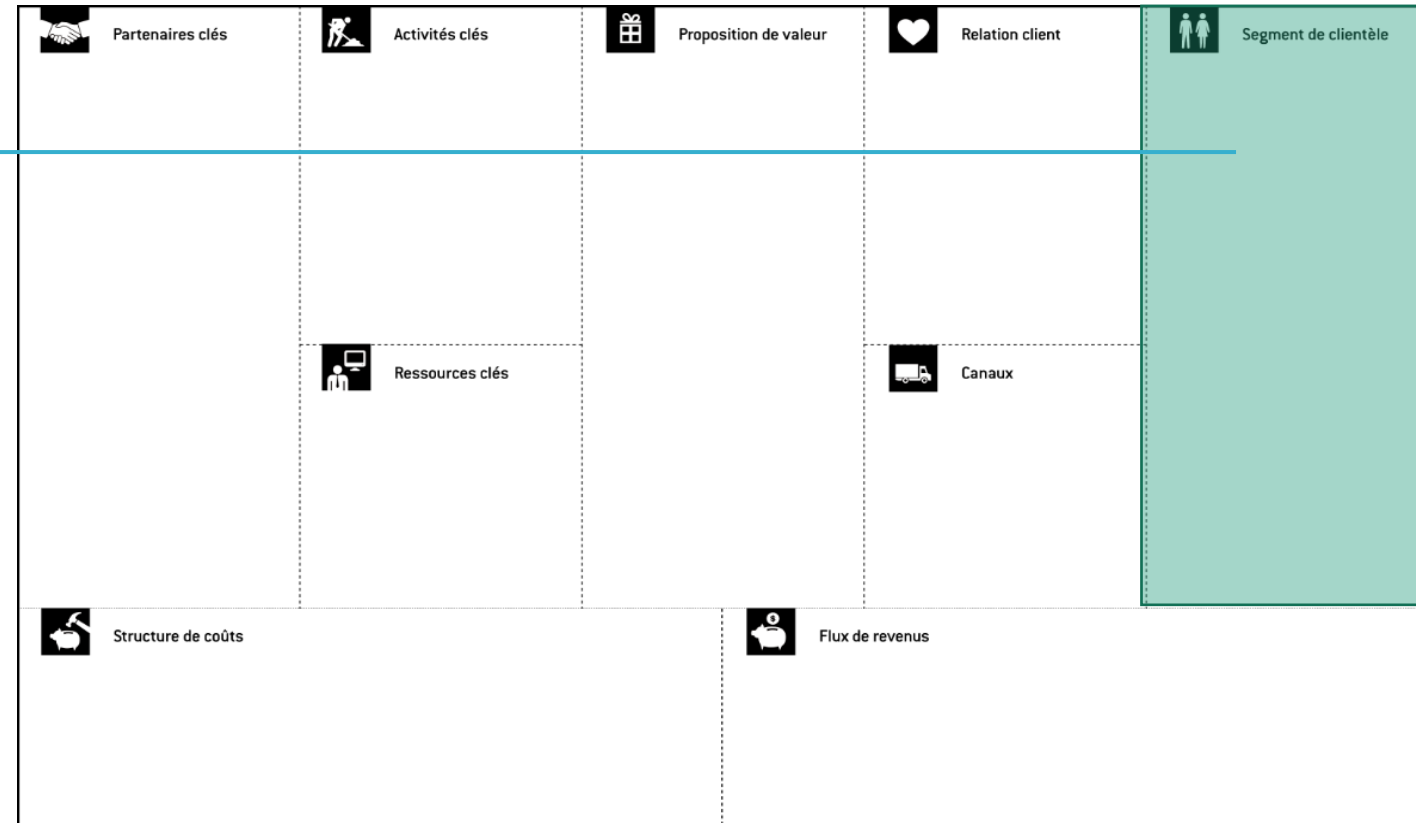 Partenaires clés
Activités clés
Proposition de valeur
Relation client
Segment de clientèle
Ressources clés
Canaux
Structure de coûts
Flux de revenus